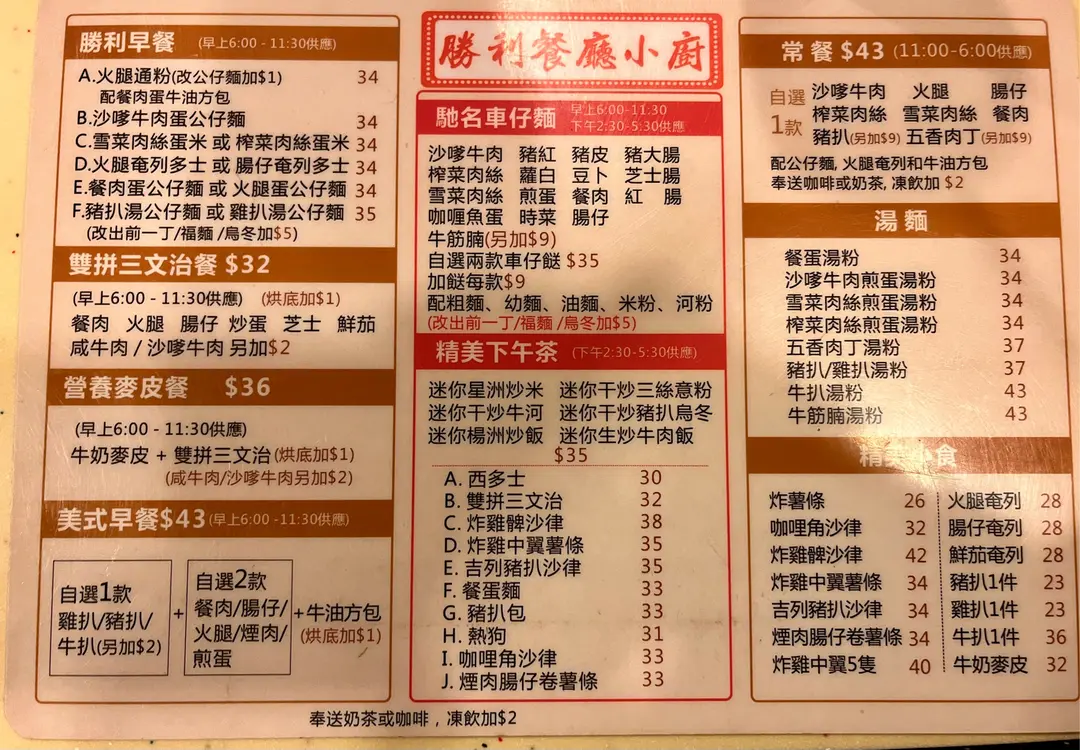 勝利早餐 (早上6:00 - 11:30供應)
A.火腿通粉(改公仔麵加$1) 34
配餐肉蛋牛油方包
B.沙嗲牛肉蛋公仔麵 34
C.雪菜肉絲蛋米 或 榨菜肉絲蛋米 34
D.火腿奄列多士 或 腸仔奄列多士 34
E.餐肉蛋公仔麵 或 火腿蛋公仔麵 34
F.豬扒湯公仔麵 或 雞扒湯公仔麵 35
(改出前一丁/福麵/烏冬加$5)
雙拼三文治餐 $32
(早上6:00 - 11:30供應) (烘底加$1)
餐肉 火腿 腸仔 炒蛋 芝士 鮮茄
咸牛肉 / 沙嗲牛肉 另加$2
營養麥皮餐 $36
(早上6:00 - 11:30供應)
牛奶麥皮 + 雙拼三文治 (烘底加$1)
(咸牛肉/沙嗲牛肉另加$2)
美式早餐$43 (早上6:00 -11:30供應)
自選1款
雞扒/豬扒/
牛扒(另加$2)
+
自選2款
餐肉/腸仔/
火腿/煙肉/
煎蛋
+牛油方包
(烘底加$1)
勝利餐廳小廚
馳名車仔麵 早上6:00-11:30
下午2:30-5:30供應
沙嗲牛肉 豬紅 豬皮 豬大腸
榨菜肉絲 蘿白 豆卜 芝士腸
雪菜肉絲 煎蛋 餐肉 紅 腸
咖喱魚蛋 時菜 腸仔
牛筋腩(另加$9)
自選兩款車仔餸 $35
加餸每款$9
配粗麵、幼麵、油麵、米粉、河粉
(改出前一丁/福麵 /烏冬加$5)
精美下午茶 (下午2:30-5:30供應)
迷你星洲炒米 迷你干炒三絲意粉
迷你干炒牛河 迷你干炒豬扒烏冬
迷你楊洲炒飯 迷你生炒牛肉飯
$35
A. 西多士 30
B. 雙拼三文治 32
C. 炸雞髀沙律 38
D. 炸雞中翼薯條 35
E. 吉列豬扒沙律 35
F. 餐蛋麵 33
G. 豬扒包 33
H. 熱狗 31
I. 咖哩角沙律 33
J. 煙肉腸仔卷薯條 33
常餐 $43 (11:00-6:00供應)
自選
1款
沙嗲牛肉 火腿 腸仔
榨菜肉絲 雪菜肉絲 餐肉
豬扒(另加$9) 五香肉丁(另加$9)
配公仔麵, 火腿奄列和牛油方包
奉送咖啡或奶茶, 凍飲加 $2
湯麵
餐蛋湯粉 34
沙嗲牛肉煎蛋湯粉 34
雪菜肉絲煎蛋湯粉 34
榨菜肉絲煎蛋湯粉 34
五香肉丁湯粉 37
豬扒/雞扒湯粉 37
牛扒湯粉 43
牛筋腩湯粉 43
精美小食
炸薯條 26 火腿奄列 28
咖哩角沙律 32 腸仔奄列 28
炸雞髀沙律 42 鮮茄奄列 28
炸雞中翼薯條 34 豬扒1件 23
吉列豬扒沙律 34 雞扒1件 23
煙肉腸仔卷薯條 34 牛扒1件 36
炸雞中翼5隻 40 牛奶麥皮 32
奉送奶茶或咖啡，凍飲加$2